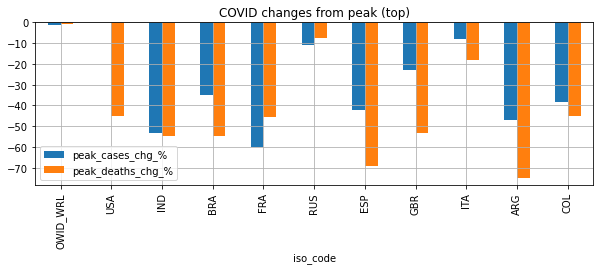 COVID changes from peak (top)
0
−10
−20
−30
−40
−50
−60
−70
peak_cases_chg_%
peak_deaths_chg_%
OWID_WRL
USA
IND
BRA
FRA
RUS
ESP
GBR
ITA
ARG
COL
iso_code